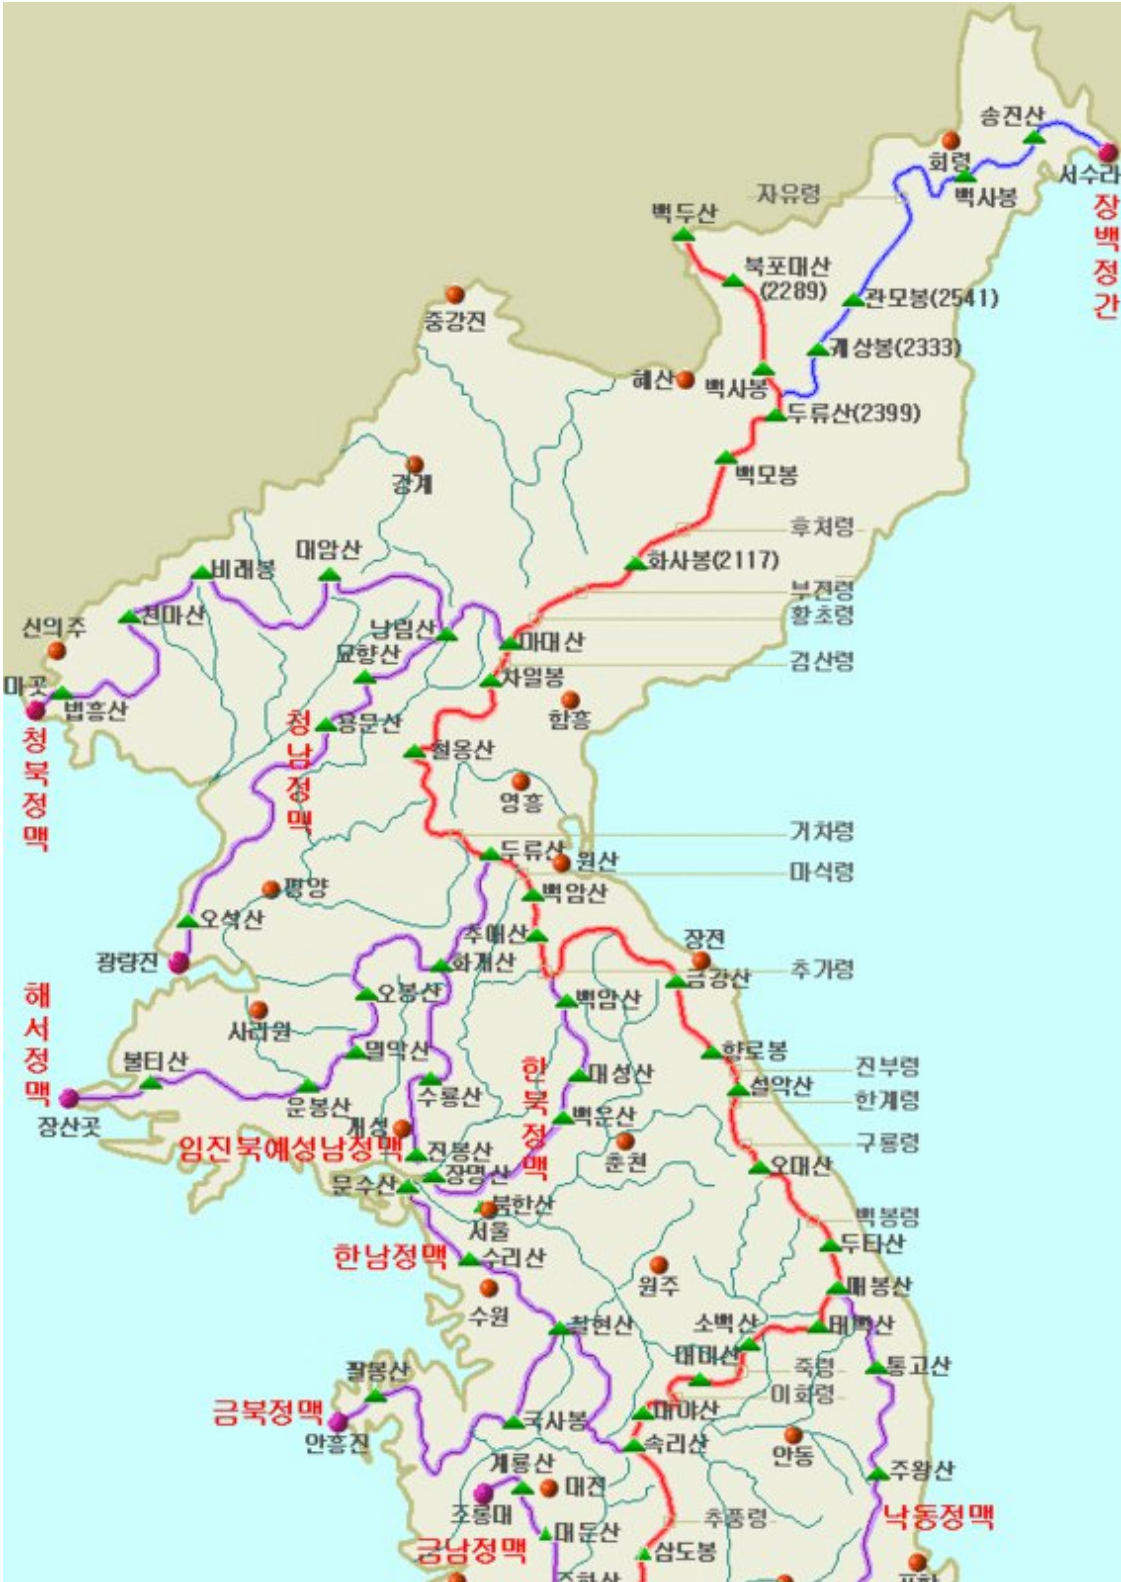 송진산
회령
백사봉
서수라
자유령
장백정간
백두산
북포대산
(2289)
관모봉(2541)
중강진
궤상봉(2333)
혜산
백사봉
두류산(2399)
강계
백모봉
후치령
대암산
비래봉
화사봉(2117)
부전령
황초령
천마산
신의주
낭림산
마대산
묘향산
검산령
차일봉
마곳
법흥산
함흥
청북정맥
청남정맥
용문산
철옹산
영흥
거차령
두류산
원산
마식령
평양
백암산
오석산
추애산
장전
광량진
화개산
추가령
금강산
해서정맥
오봉산
백암산
사리원
멸악산
향로봉
진부령
불타산
대성산
설악산
한북정맥
수룡산
운봉산
장산곶
한계령
백운산
개성
임진북예성남정맥
춘천
구룡령
진봉산
오대산
장명산
문수산
북한산
서울
백봉령
두타산
한남정맥
수리산
원주
매봉산
수원
칠현산
소백산
태백산
대미산
죽령
통고산
팔봉산
이화령
금북정맥
대야산
안흥진
국사봉
속리산
안동
계룡산
대전
주왕산
조룡대
추풍령
낙동정맥
대둔산
금남정맥
삼도봉